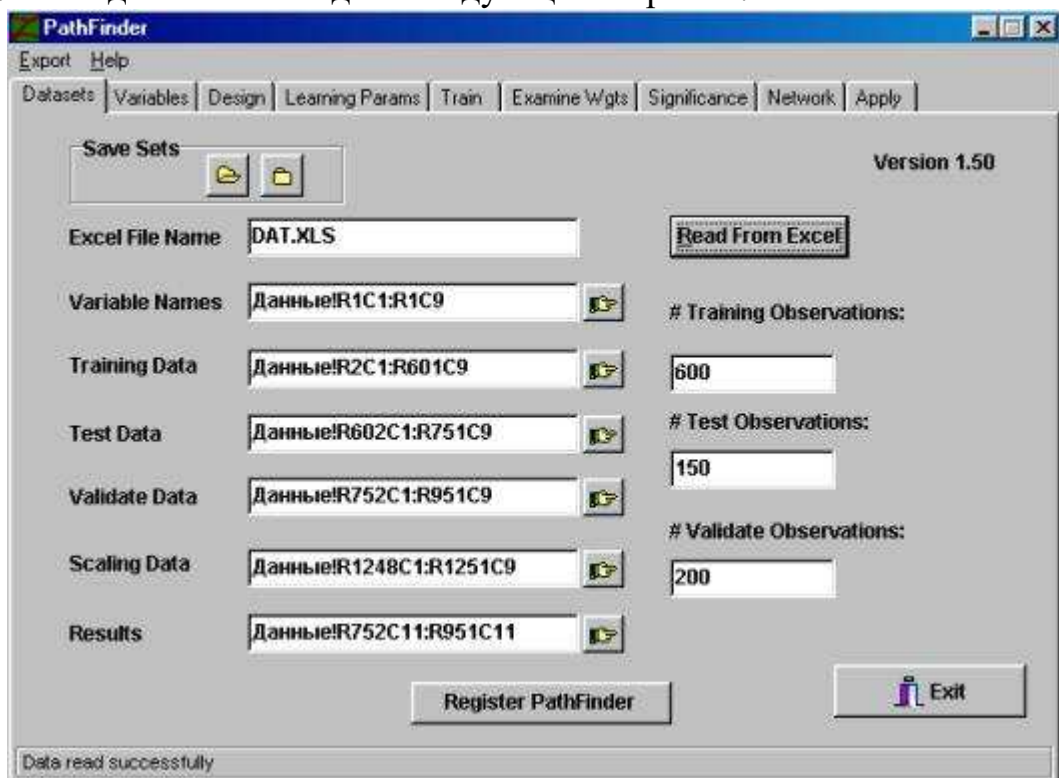 PathFinder
Export Help
Datasets Variables Design Learning Params Train Examine Wgts Significance Network Apply
Save Sets
Version 1.50
Excel File Name DAT.XLS Read From Excel
Variable Names Данные!R1C1:R1C9
# Training Observations:
Training Data Данные!R2C1:R601C9
600
# Test Observations:
Test Data Данные!R602C1:R751C9
150
Validate Data Данные!R752C1:R951C9
# Validate Observations:
Scaling Data Данные!R1248C1:R1251C9
200
Results Данные!R752C11:R951C11
Exit
Register PathFinder
Data read successfully